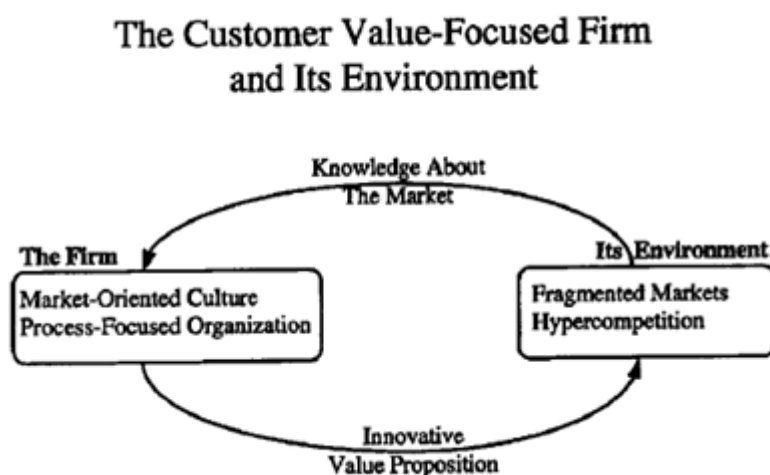 The Customer Value-Focused Firm
and Its Environment
Knowledge About
The Market
The Firm
Its Environment
Market-Oriented Culture
Process-Focused Organization
Fragmented Markets
Hypercompetition
Innovative
Value Proposition